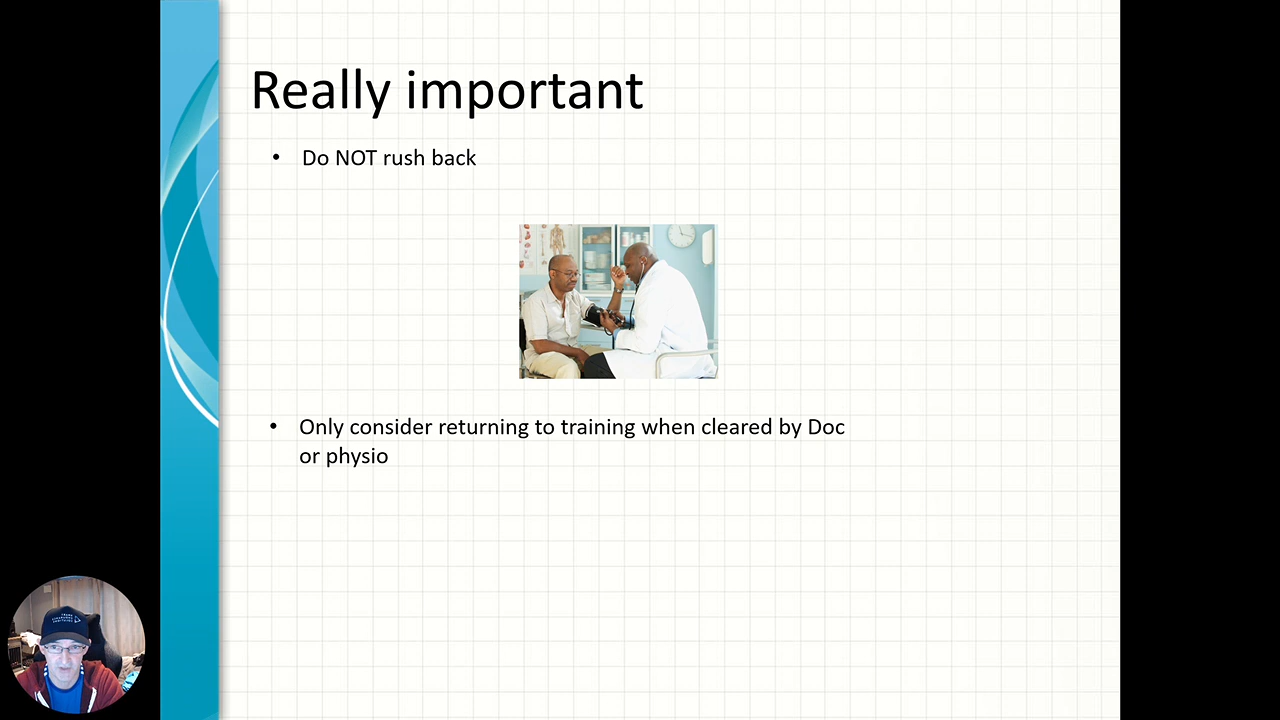 Really important
• Do NOT rush back
• Only consider returning to training when cleared by Doc
or physio